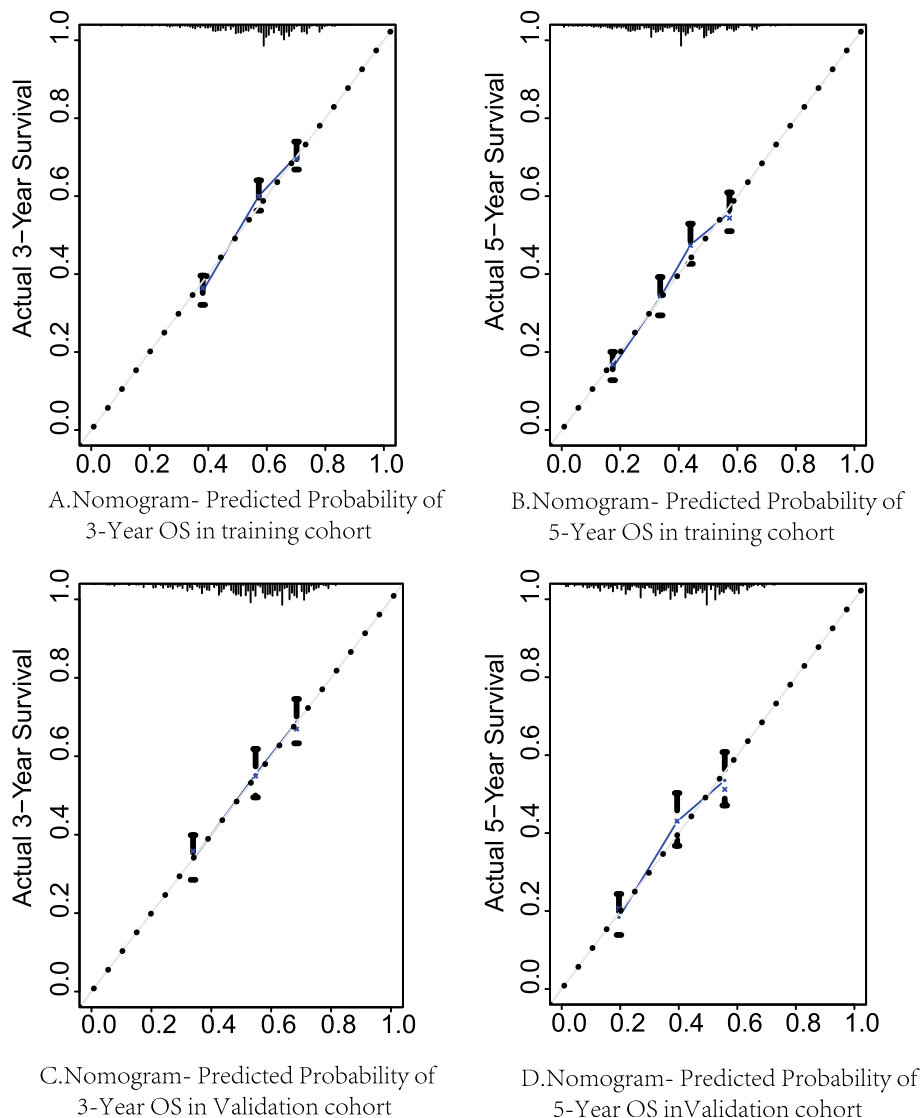 Actual 3−Year Survival
0.0 0.2 0.4 0.6 0.8 1.0
0.0 0.2 0.4 0.6 0.8 1.0
A.Nomogram- Predicted Probability of
3-Year OS in training cohort
Actual 5−Year Survival
0.0 0.2 0.4 0.6 0.8 1.0
0.0 0.2 0.4 0.6 0.8 1.0
B.Nomogram- Predicted Probability of
5-Year OS in training cohort
Actual 3−Year Survival
0.0 0.2 0.4 0.6 0.8 1.0
0.0 0.2 0.4 0.6 0.8 1.0
C.Nomogram- Predicted Probability of
3-Year OS in Validation cohort
Actual 5−Year Survival
0.0 0.2 0.4 0.6 0.8 1.0
0.0 0.2 0.4 0.6 0.8 1.0
D.Nomogram- Predicted Probability of
5-Year OS inValidation cohort